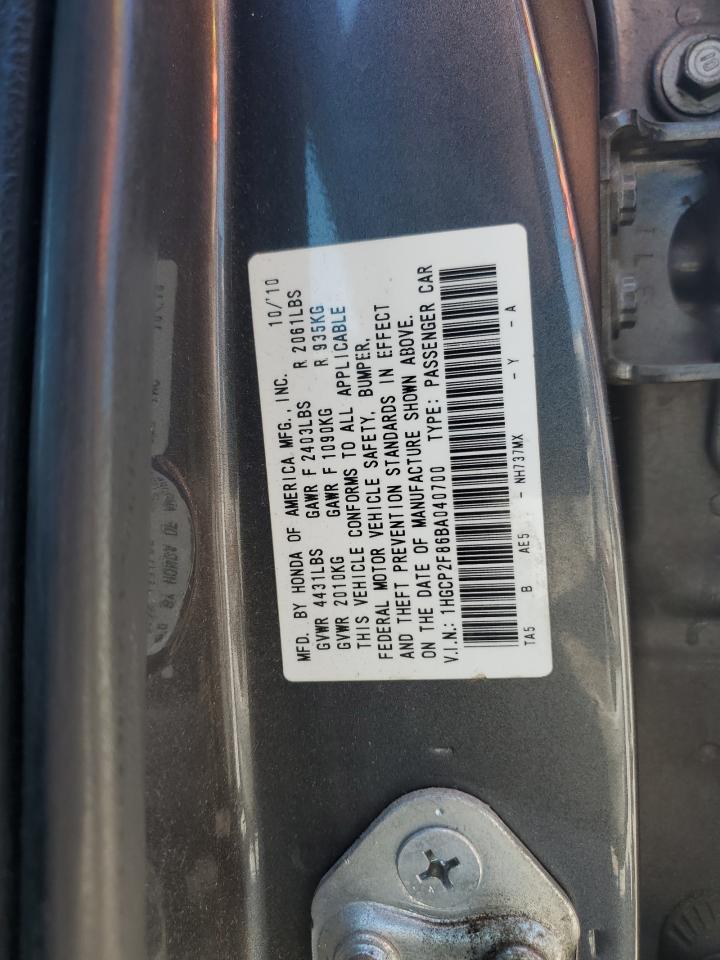 MFD. BY HONDA OF AMERICA MFG., INC. 10/'10
GVWR 4431LBS GAWR F 2403LBS R 2061LBS
GVWR 2010KG GAWR F 1090KG R 935KG
THIS VEHICLE CONFORMS TO ALL APPLICABLE
FEDERAL MOTOR VEHICLE SAFETY, BUMPER,
AND THEFT PREVENTION STANDARDS IN EFFECT
ON THE DATE OF MANUFACTURE SHOWN ABOVE.
V.I.N.: 1HGCP2F86BA040700 TYPE: PASSENGER CAR
TA5 B AE5 - NH737MX - Y - A